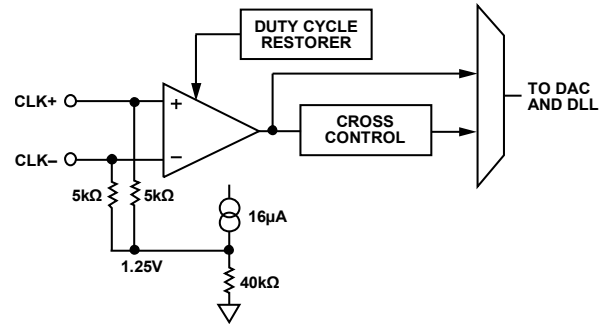 DUTY CYCLE
RESTORER
CLK+
+
TO DAC
AND DLL
CROSS
CONTROL
CLK–
–
5kΩ
5kΩ
16µA
1.25V
40kΩ